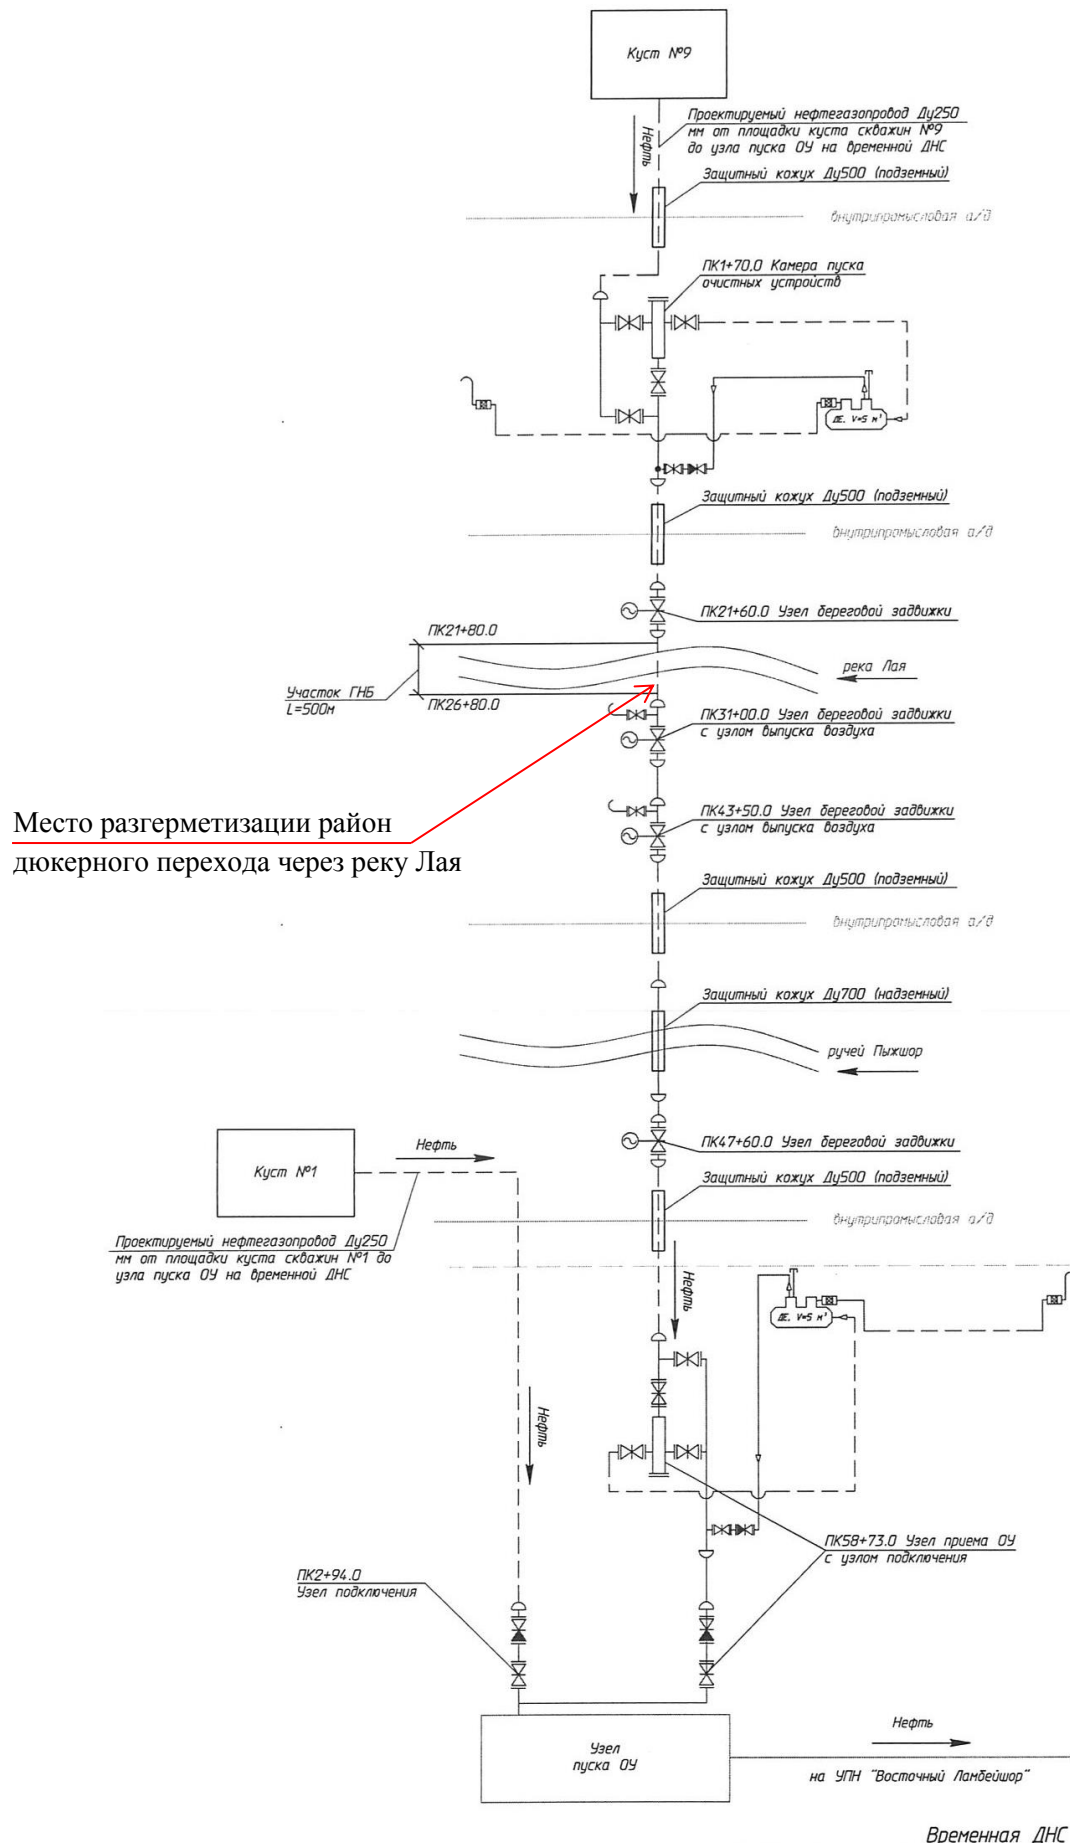 Куст №9
Проектируемый нефтегазопровод Ду250
мм от площадки куста скважин №9
до узла пуска ОУ на временной ДНС
Нефть
Защитный кожух Ду500 (подземный)
внутрипромысловая а/д
ПК1+70.0 Камера пуска
очистных устройств
ДЕ. V=5 м³
Защитный кожух Ду500 (подземный)
внутрипромысловая а/д
ПК21+60.0 Узел береговой задвижки
ПК21+80.0
река Лая
Участок ГНБ
L=500м
ПК26+80.0
ПК31+00.0 Узел береговой задвижки
с узлом выпуска воздуха
Место разгерметизации район
дюкерного перехода через реку Лая
ПК43+50.0 Узел береговой задвижки
с узлом выпуска воздуха
Защитный кожух Ду500 (подземный)
внутрипромысловая а/д
Защитный кожух Ду700 (надземный)
ручей Пыжшор
ПК47+60.0 Узел береговой задвижки
Нефть
Куст №1
Защитный кожух Ду500 (подземный)
внутрипромысловая а/д
Проектируемый нефтегазопровод Ду250
мм от площадки куста скважин №1 до
узла пуска ОУ на временной ДНС
Нефть
ДЕ. V=5 м³
Нефть
ПК58+73.0 Узел приема ОУ
с узлом подключения
ПК2+94.0
Узел подключения
Узел
пуска ОУ
Нефть
на УПН "Восточный Ламбейшор"
Временная ДНС